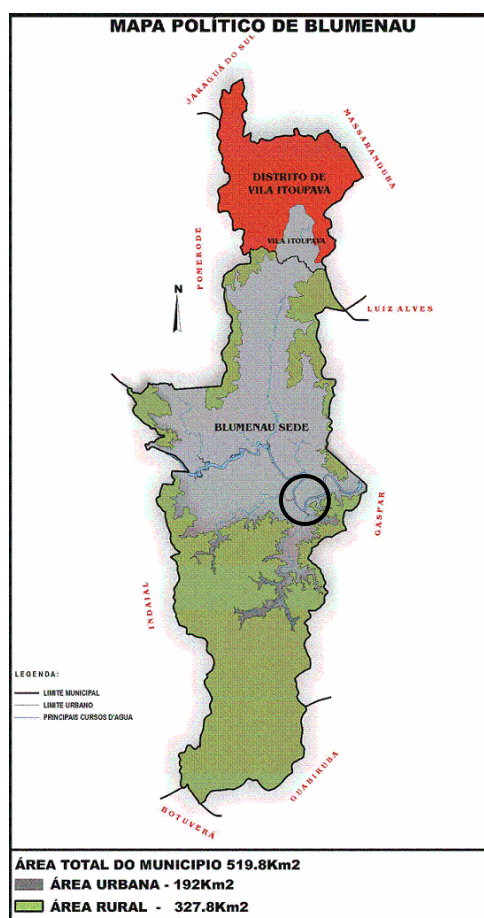 MAPA POLÍTICO DE BLUMENAU
JARAGUÁ DO SUL
MASSARANDUBA
DISTRITO DE
VILA ITOUPAVA
VILA ITOUPAVA
POMERODE
N
LUIZ ALVES
BLUMENAU SEDE
GASPAR
INDAIAL
LEGENDA:
LIMITE MUNICIPAL
LIMITE URBANO
PRINCIPAIS CURSOS D'AGUA
GUABIRUBA
BOTUVERÁ
ÁREA TOTAL DO MUNICIPIO 519.8Km2
ÁREA URBANA - 192Km2
ÁREA RURAL - 327.8Km2